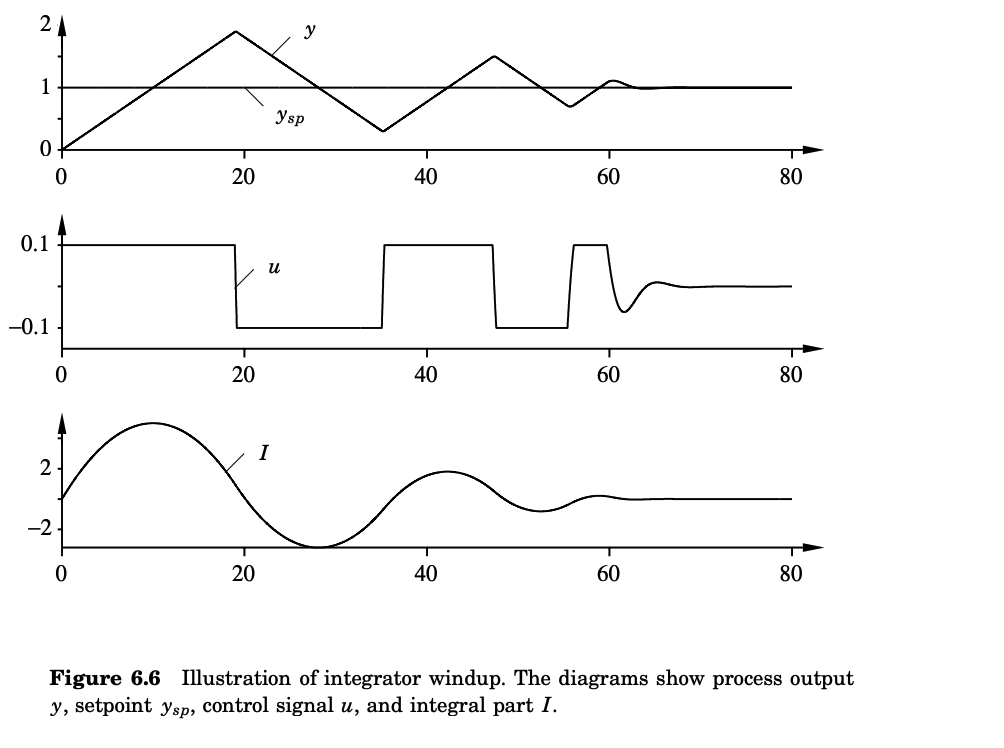 2
y
1
y_sp
0
0 20 40 60 80
0.1
u
−0.1
0 20 40 60 80
I
2
−2
0 20 40 60 80
Figure 6.6 Illustration of integrator windup. The diagrams show process output
y, setpoint y_sp, control signal u, and integral part I.